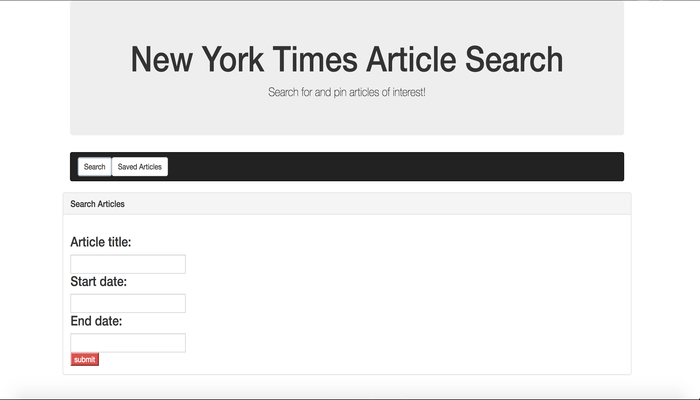 New York Times Article Search
Search for and pin articles of interest!
Search Saved Articles
Search Articles
Article title:
Start date:
End date:
submit